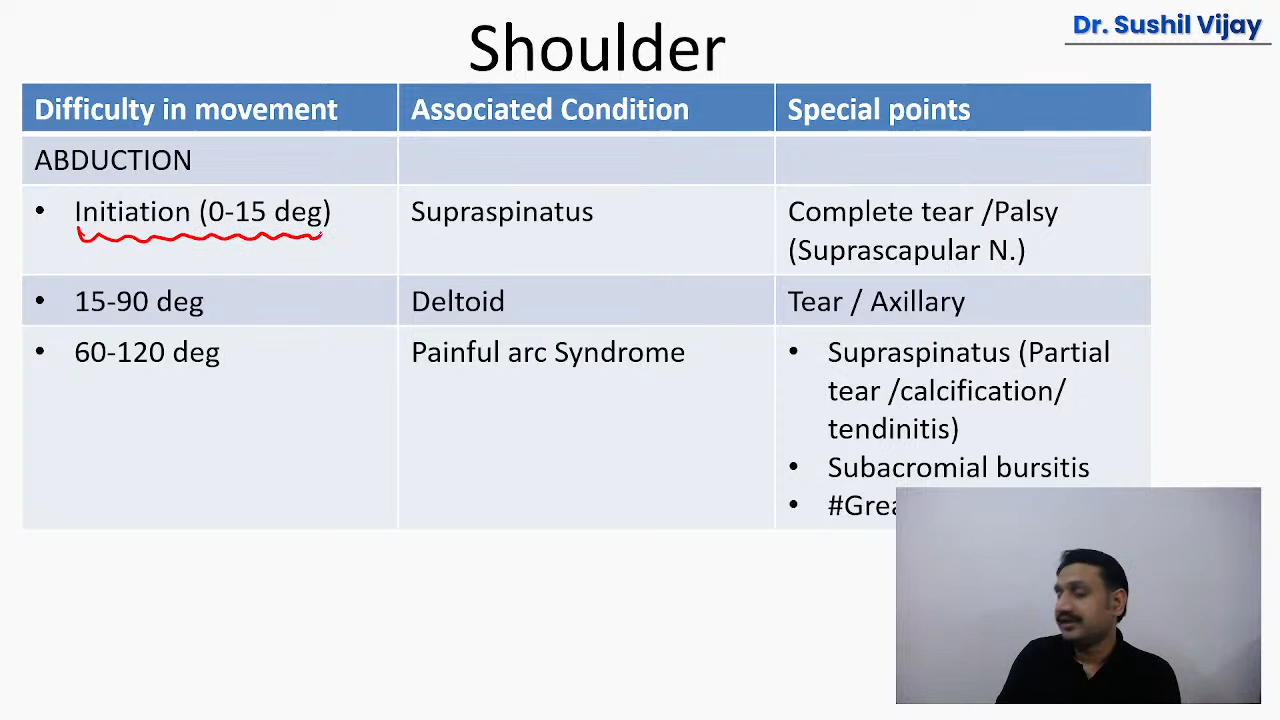 Dr. Sushil Vijay
Shoulder
Difficulty in movement
Associated Condition
Special points
ABDUCTION
• Initiation (0-15 deg)
Supraspinatus
Complete tear /Palsy
(Suprascapular N.)
• 15-90 deg
Deltoid
Tear / Axillary
• 60-120 deg
Painful arc Syndrome
• Supraspinatus (Partial
tear /calcification/
tendinitis)
• Subacromial bursitis